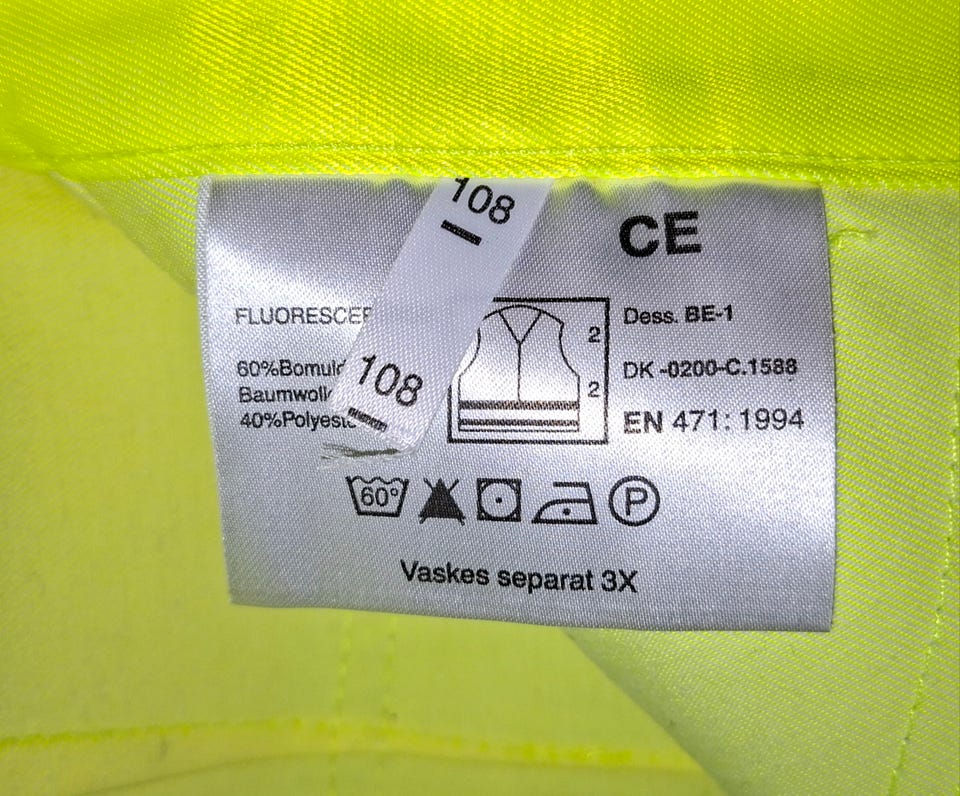 108
CE
FLUORESCE
2
Dess. BE-1
60%Bomul
108
DK -0200-C.1588
Baumwoll
2
40%Polyest
EN 471: 1994
60°
P
Vaskes separat 3X